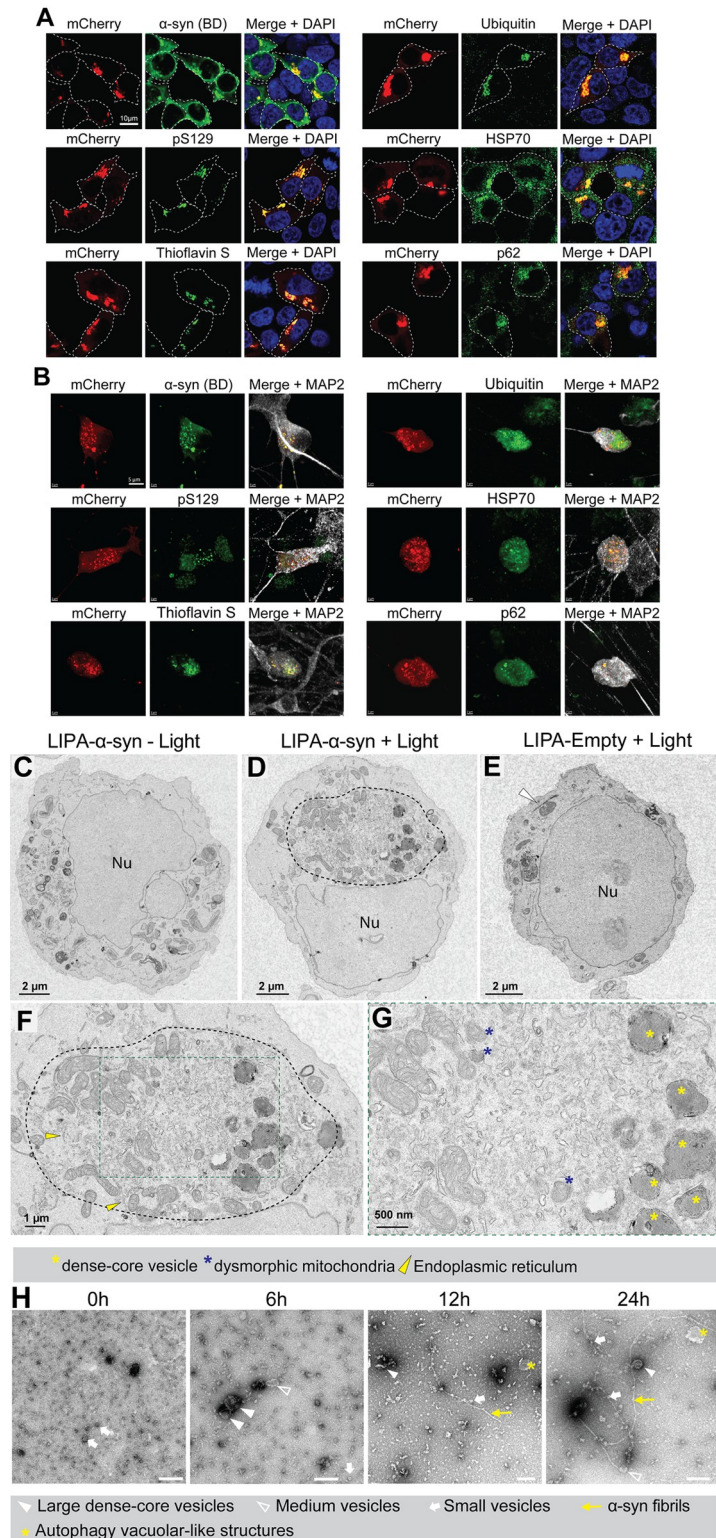 A
mCherry α-syn (BD) Merge + DAPI mCherry Ubiquitin Merge + DAPI
10µm
mCherry pS129 Merge + DAPI mCherry HSP70 Merge + DAPI
mCherry Thioflavin S Merge + DAPI mCherry p62 Merge + DAPI
B
mCherry α-syn (BD) Merge + MAP2 mCherry Ubiquitin Merge + MAP2
5 µm
mCherry pS129 Merge + MAP2 mCherry HSP70 Merge + MAP2
mCherry Thioflavin S Merge + MAP2 mCherry p62 Merge + MAP2
LIPA-α-syn - Light LIPA-α-syn + Light LIPA-Empty + Light
C D E
Nu Nu Nu
2 µm 2 µm 2 µm
F G
* * * * * * * * *
1 µm 500 nm
* dense-core vesicle * dysmorphic mitochondria Endoplasmic reticulum
H
0h 6h 12h 24h
* *
Large dense-core vesicles Medium vesicles Small vesicles α-syn fibrils
Autophagy vacuolar-like structures